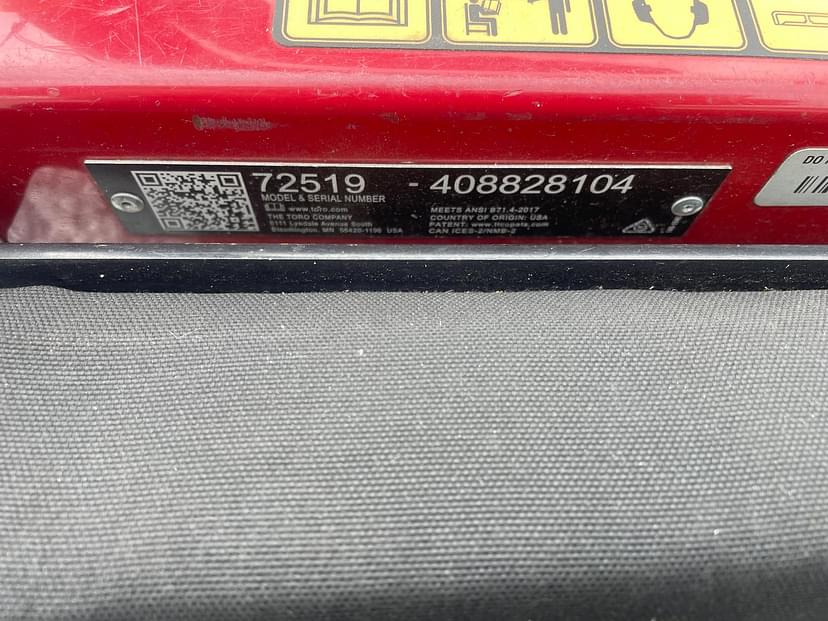 72519 - 408828104
MODEL & SERIAL NUMBER
www.toro.com
THE TORO COMPANY
8111 Lyndale Avenue South
Bloomington, MN 55420-1196 USA
MEETS ANSI B71.4-2017
COUNTRY OF ORIGIN: USA
PATENT: www.ttcopats.com
CAN ICES-2/NMB-2
DO